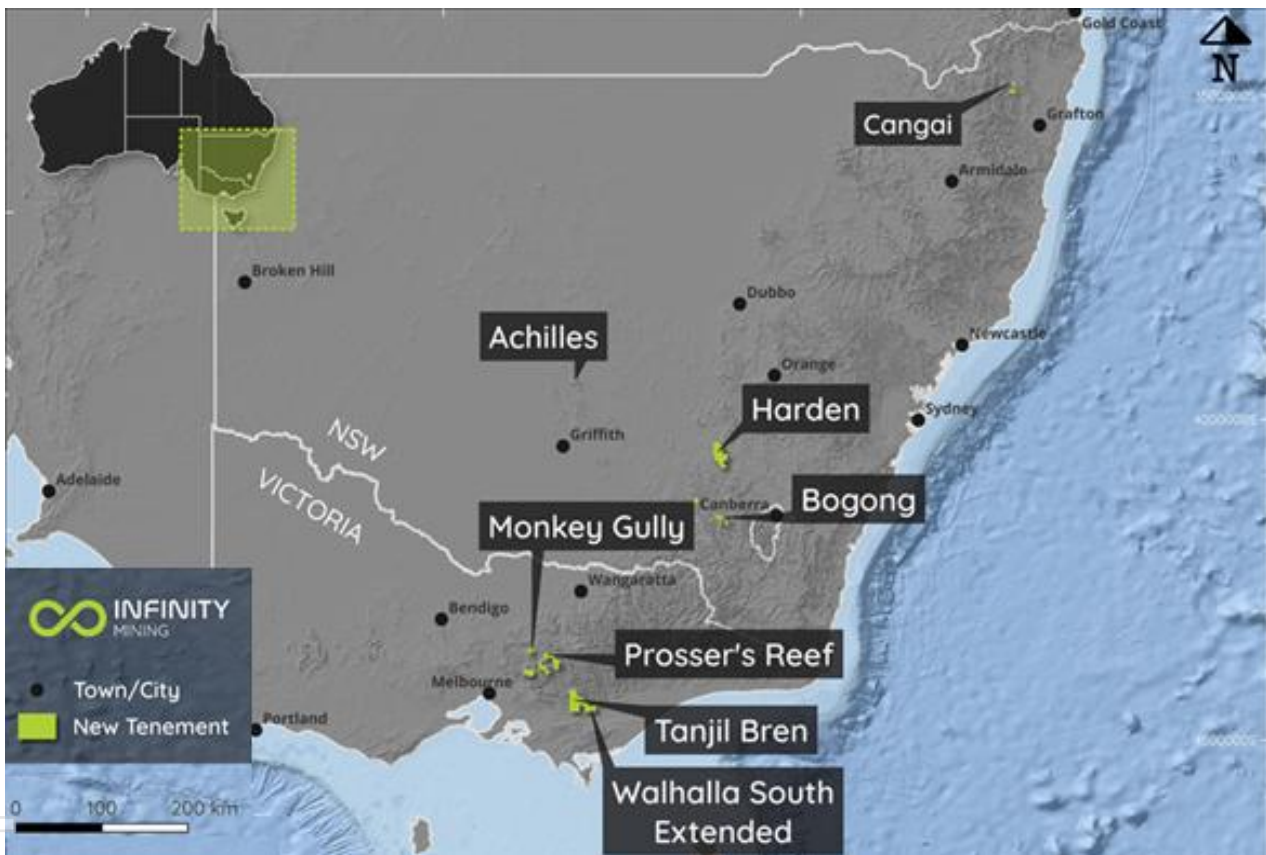 Gold Coast
N
Cangai
Grafton
Armidale
Broken Hill
Dubbo
Achilles
Newcastle
Orange
Harden
Sydney
Griffith
NSW
VICTORIA
Adelaide
Canberra
Bogong
Monkey Gully
Wangaratta
Bendigo
INFINITY
MINING
Prosser's Reef
Melbourne
Town/City
New Tenement
Portland
Tanjil Bren
Walhalla South
Extended
0 100 200 km